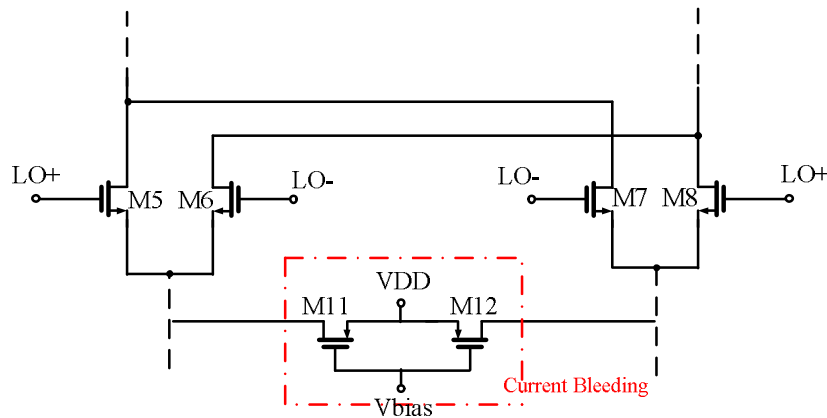 LO+
M5
M6
LO-
LO-
M7
M8
LO+
M11
VDD
M12
Vbias
Current Bleeding